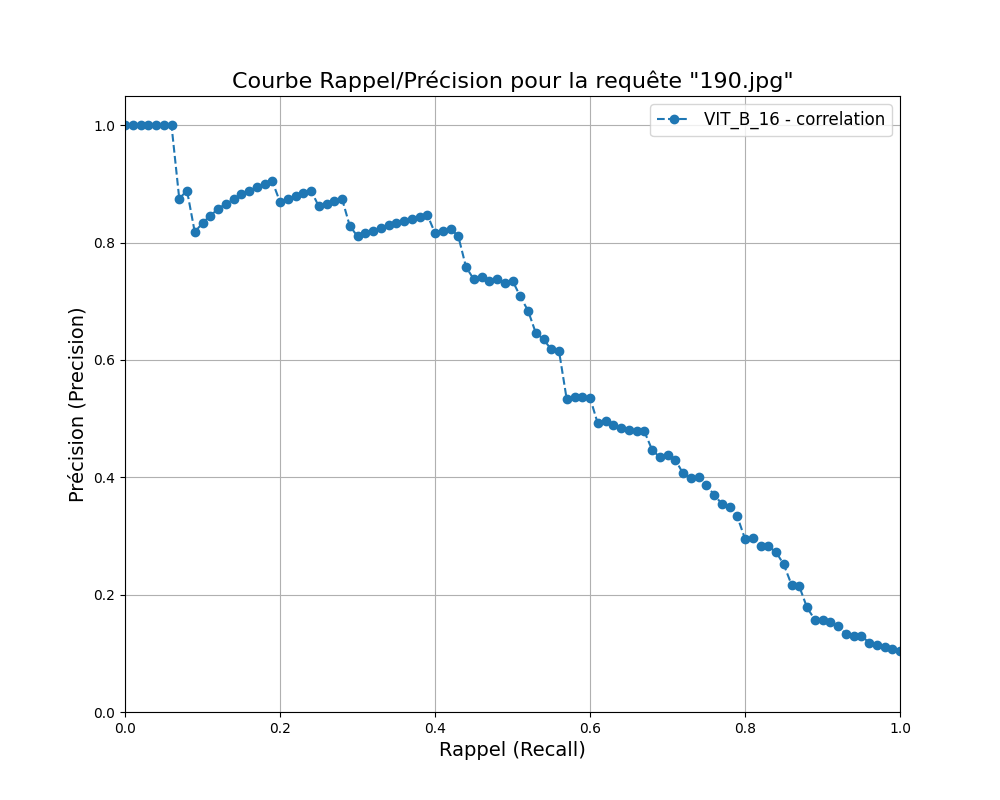 Courbe Rappel/Précision pour la requête "190.jpg"
VIT_B_16 - correlation
1.0
0.8
0.6
0.4
0.2
0.0
Précision (Precision)
0.0 0.2 0.4 0.6 0.8 1.0
Rappel (Recall)